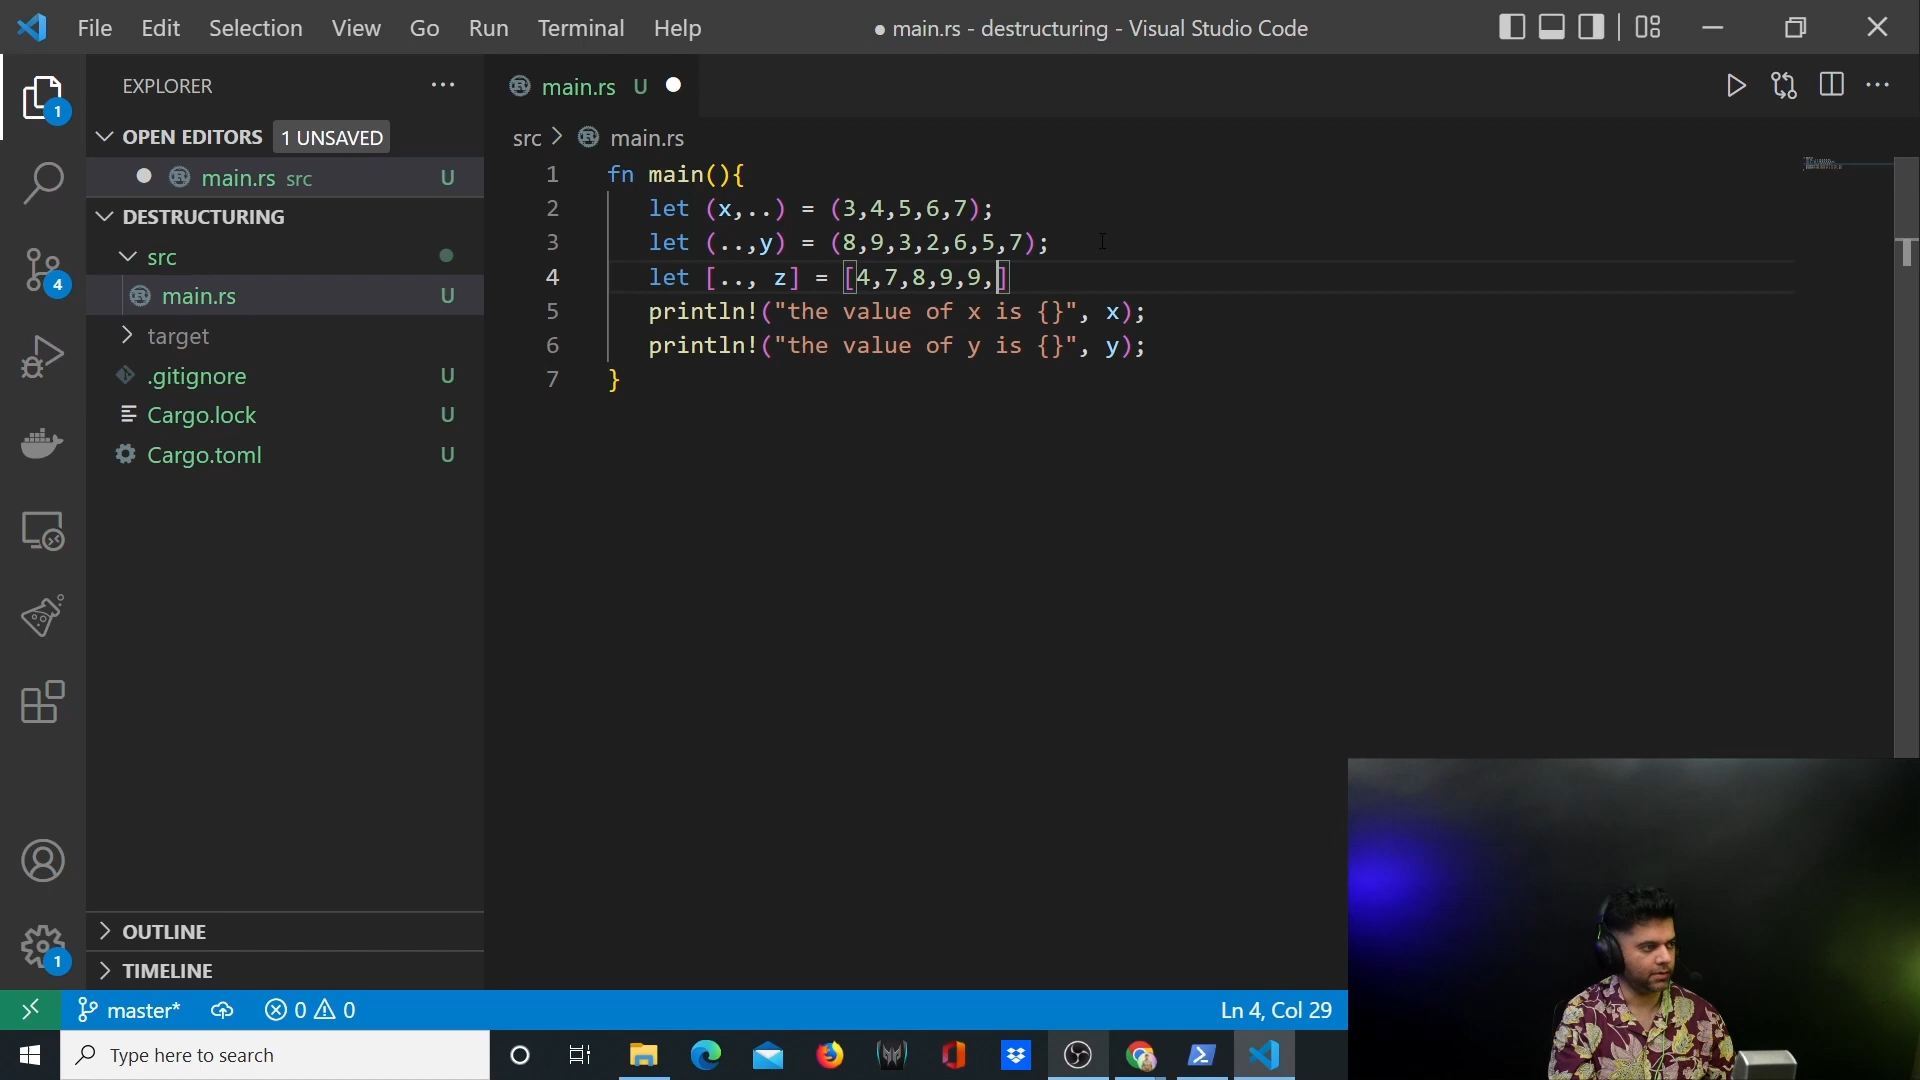 File Edit Selection View Go Run Terminal Help
● main.rs - destructuring - Visual Studio Code
EXPLORER
OPEN EDITORS 1 UNSAVED
main.rs src U
DESTRUCTURING
src
main.rs U
target
.gitignore U
Cargo.lock U
Cargo.toml U
OUTLINE
TIMELINE
1
4
1
main.rs U
src > main.rs
1 fn main(){
2 let (x,..) = (3,4,5,6,7);
3 let (..,y) = (8,9,3,2,6,5,7);
4 let [.., z] = [4,7,8,9,9,]
5 println!("the value of x is {}", x);
6 println!("the value of y is {}", y);
7 }
master* 0 0 Ln 4, Col 29
Type here to search